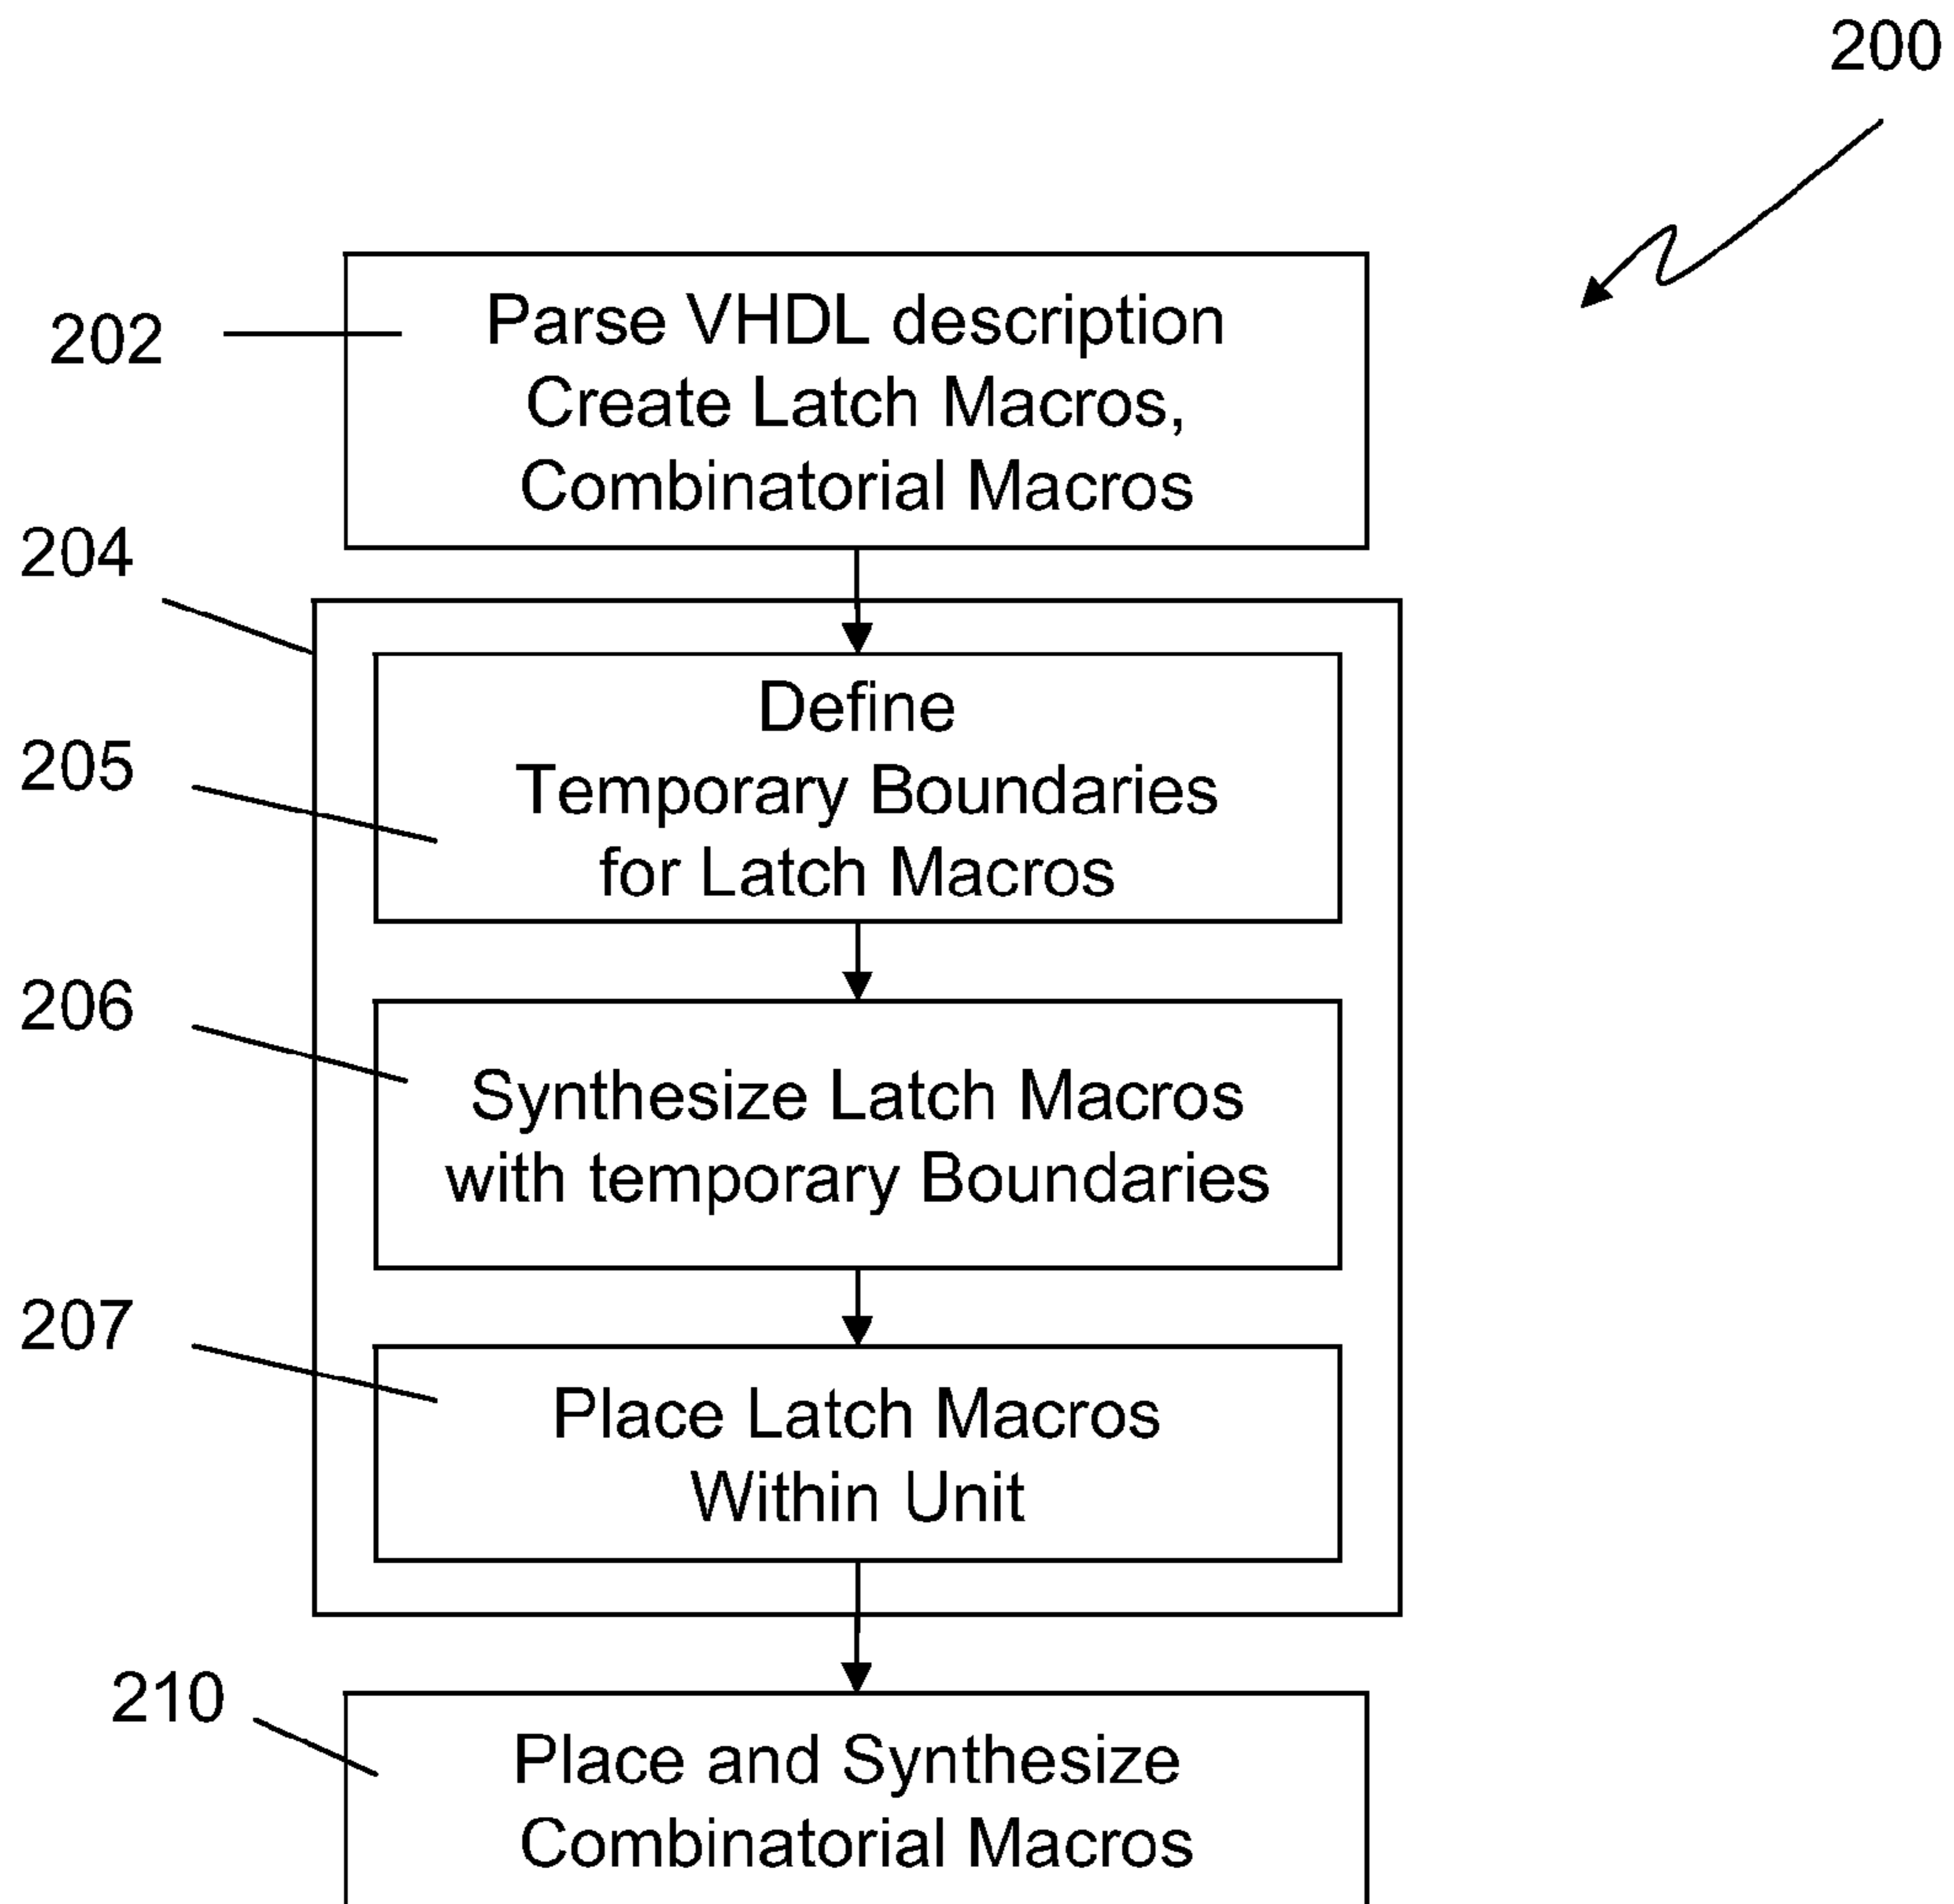 200
202
Parse VHDL description
Create Latch Macros,
Combinatorial Macros
204
205
Define
Temporary Boundaries
for Latch Macros
206
Synthesize Latch Macros
with temporary Boundaries
207
Place Latch Macros
Within Unit
210
Place and Synthesize
Combinatorial Macros